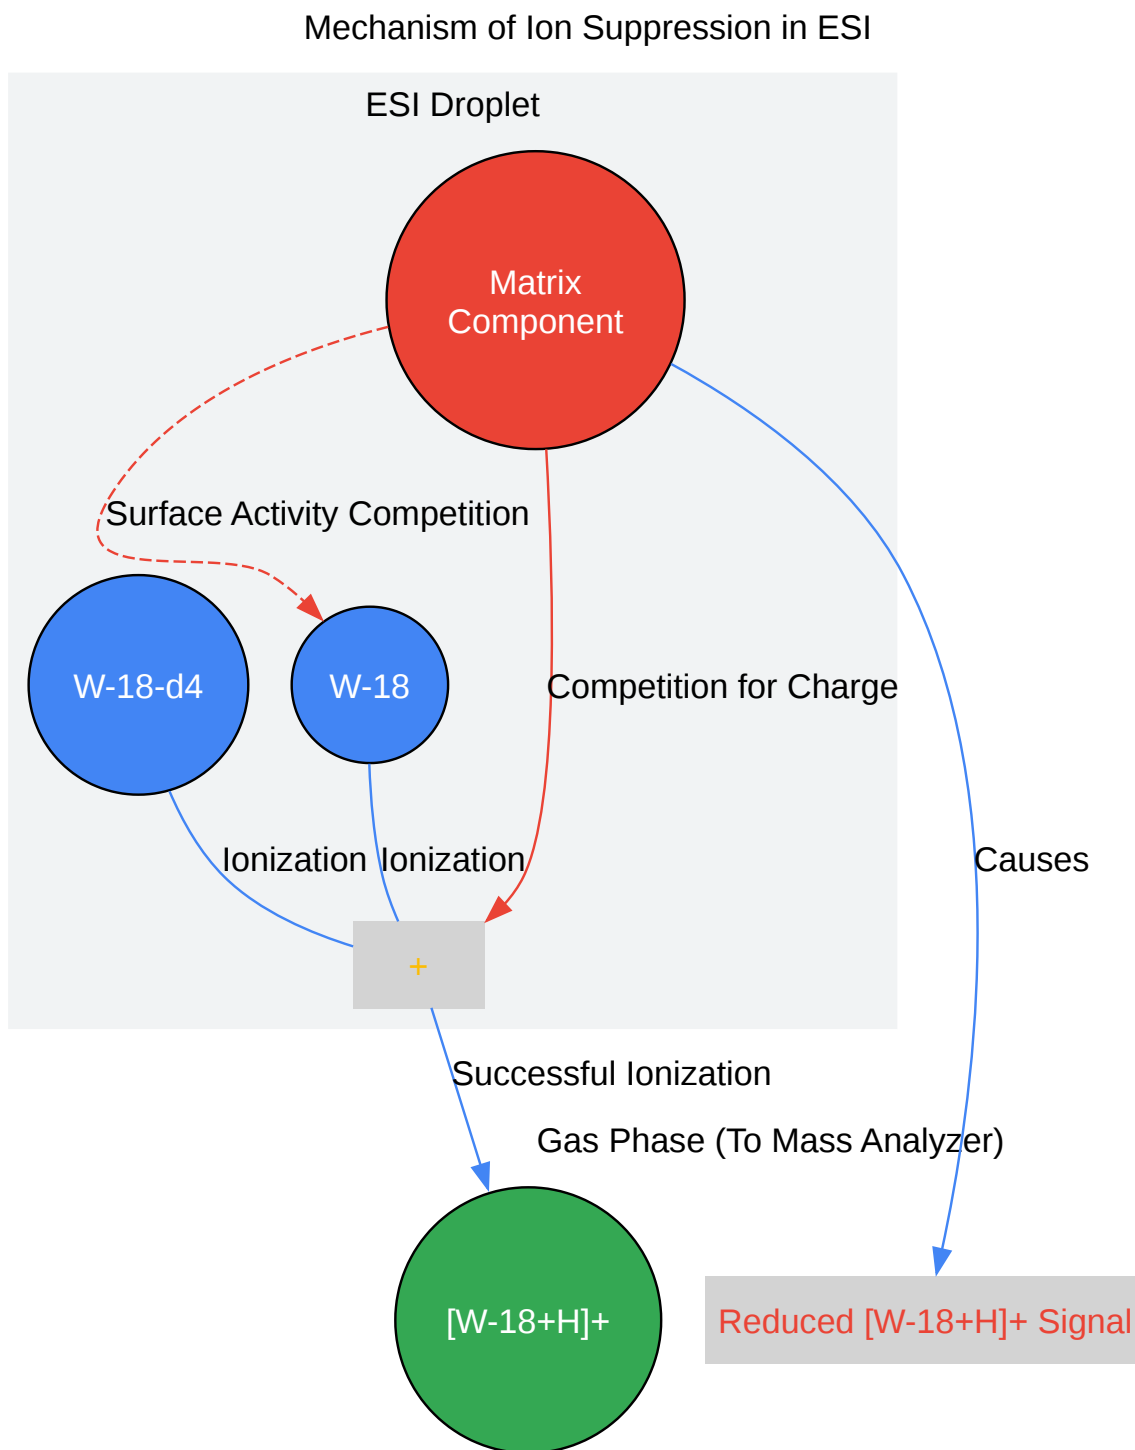 Mechanism of Ion Suppression in ESI
ESI Droplet
Matrix
Component
Surface Activity Competition
W-18-d4
W-18
Competition for Charge
Ionization
Ionization
Causes
+
Successful Ionization
Gas Phase (To Mass Analyzer)
[W-18+H]+
Reduced [W-18+H]+ Signal